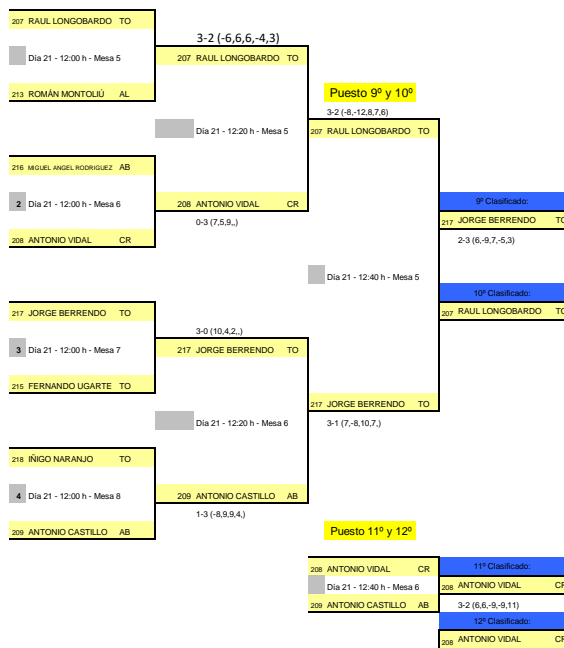 207 RAUL LONGOBARDO TO
3-2 (-6,6,6,-4,3)
Día 21 - 12:00 h - Mesa 5
207 RAUL LONGOBARDO TO
213 ROMÁN MONTOLIÚ AL
Puesto 9º y 10º
3-2 (-8,-12,8,7,6)
Día 21 - 12:20 h - Mesa 5
207 RAUL LONGOBARDO TO
216 MIGUEL ANGEL RODRIGUEZ AB
2 Día 21 - 12:00 h - Mesa 6
208 ANTONIO VIDAL CR
9º Clasificado:
0-3 (7,5,9,,)
217 JORGE BERRENDO TO
208 ANTONIO VIDAL CR
2-3 (6,-9,7,-5,3)
Día 21 - 12:40 h - Mesa 5
10º Clasificado:
217 JORGE BERRENDO TO
207 RAUL LONGOBARDO TO
3-0 (10,4,2,,)
3 Día 21 - 12:00 h - Mesa 7
217 JORGE BERRENDO TO
215 FERNANDO UGARTE TO
217 JORGE BERRENDO TO
Día 21 - 12:20 h - Mesa 6
3-1 (7,-8,10,7,)
218 IÑIGO NARANJO TO
4 Día 21 - 12:00 h - Mesa 8
209 ANTONIO CASTILLO AB
1-3 (-8,9,9,4,)
209 ANTONIO CASTILLO AB
Puesto 11º y 12º
208 ANTONIO VIDAL CR
11º Clasificado:
Día 21 - 12:40 h - Mesa 6
208 ANTONIO VIDAL CR
209 ANTONIO CASTILLO AB
3-2 (6,6,-9,-9,11)
12º Clasificado:
208 ANTONIO VIDAL CR